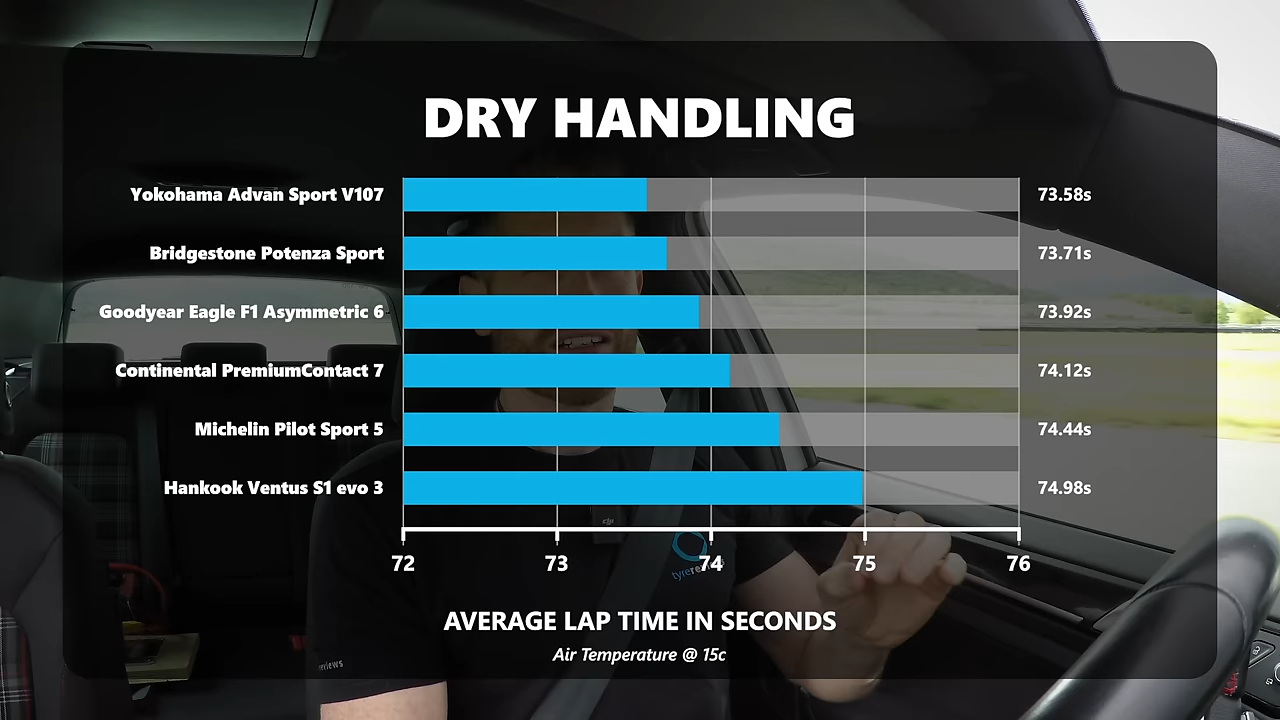 DRY HANDLING
Yokohama Advan Sport V107 73.58s
Bridgestone Potenza Sport 73.71s
Goodyear Eagle F1 Asymmetric 6 73.92s
Continental PremiumContact 7 74.12s
Michelin Pilot Sport 5 74.44s
Hankook Ventus S1 evo 3 74.98s
dji
72 73 74 75 76
AVERAGE LAP TIME IN SECONDS
Air Temperature @ 15c